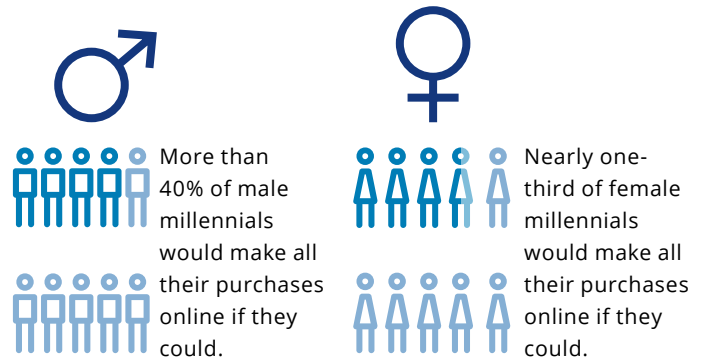 More than
40% of male
millennials
would make all
their purchases
online if they
could.
Nearly one-
third of female
millennials
would make all
their purchases
online if they
could.